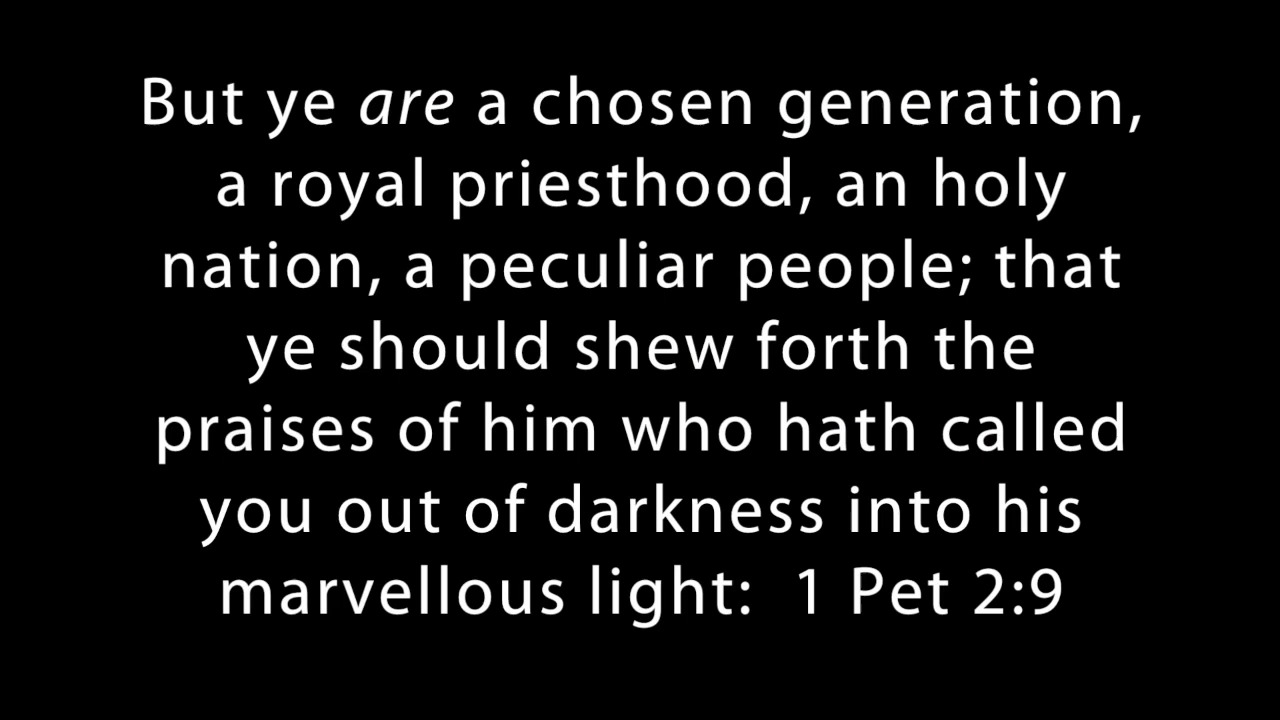 But ye are a chosen generation,
a royal priesthood, an holy
nation, a peculiar people; that
ye should shew forth the
praises of him who hath called
you out of darkness into his
marvellous light:  1 Pet 2:9